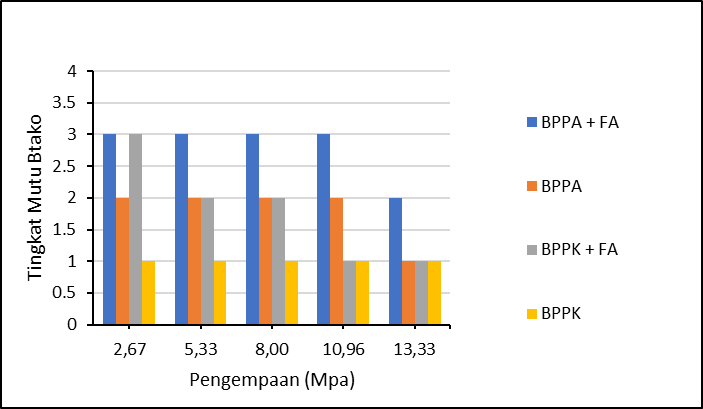 4
3.5
3
2.5
2
1.5
1
0.5
0
Tingkat Mutu Btako
2,67 5,33 8,00 10,96 13,33
Pengempaan (Mpa)
BPPA + FA
BPPA
BPPK + FA
BPPK